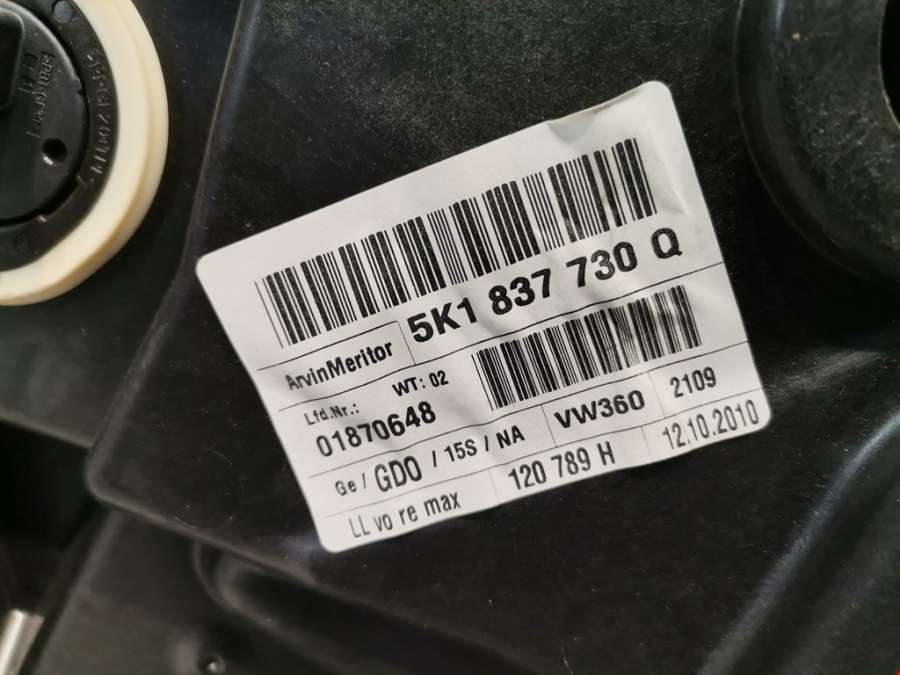 5K1 837 730 Q
ArvinMeritor
Lfd.Nr.: WT: 02
01870648
Ge / GDO / 15S / NA VW360 2109
LL vo re max 120 789 H 12.10.2010